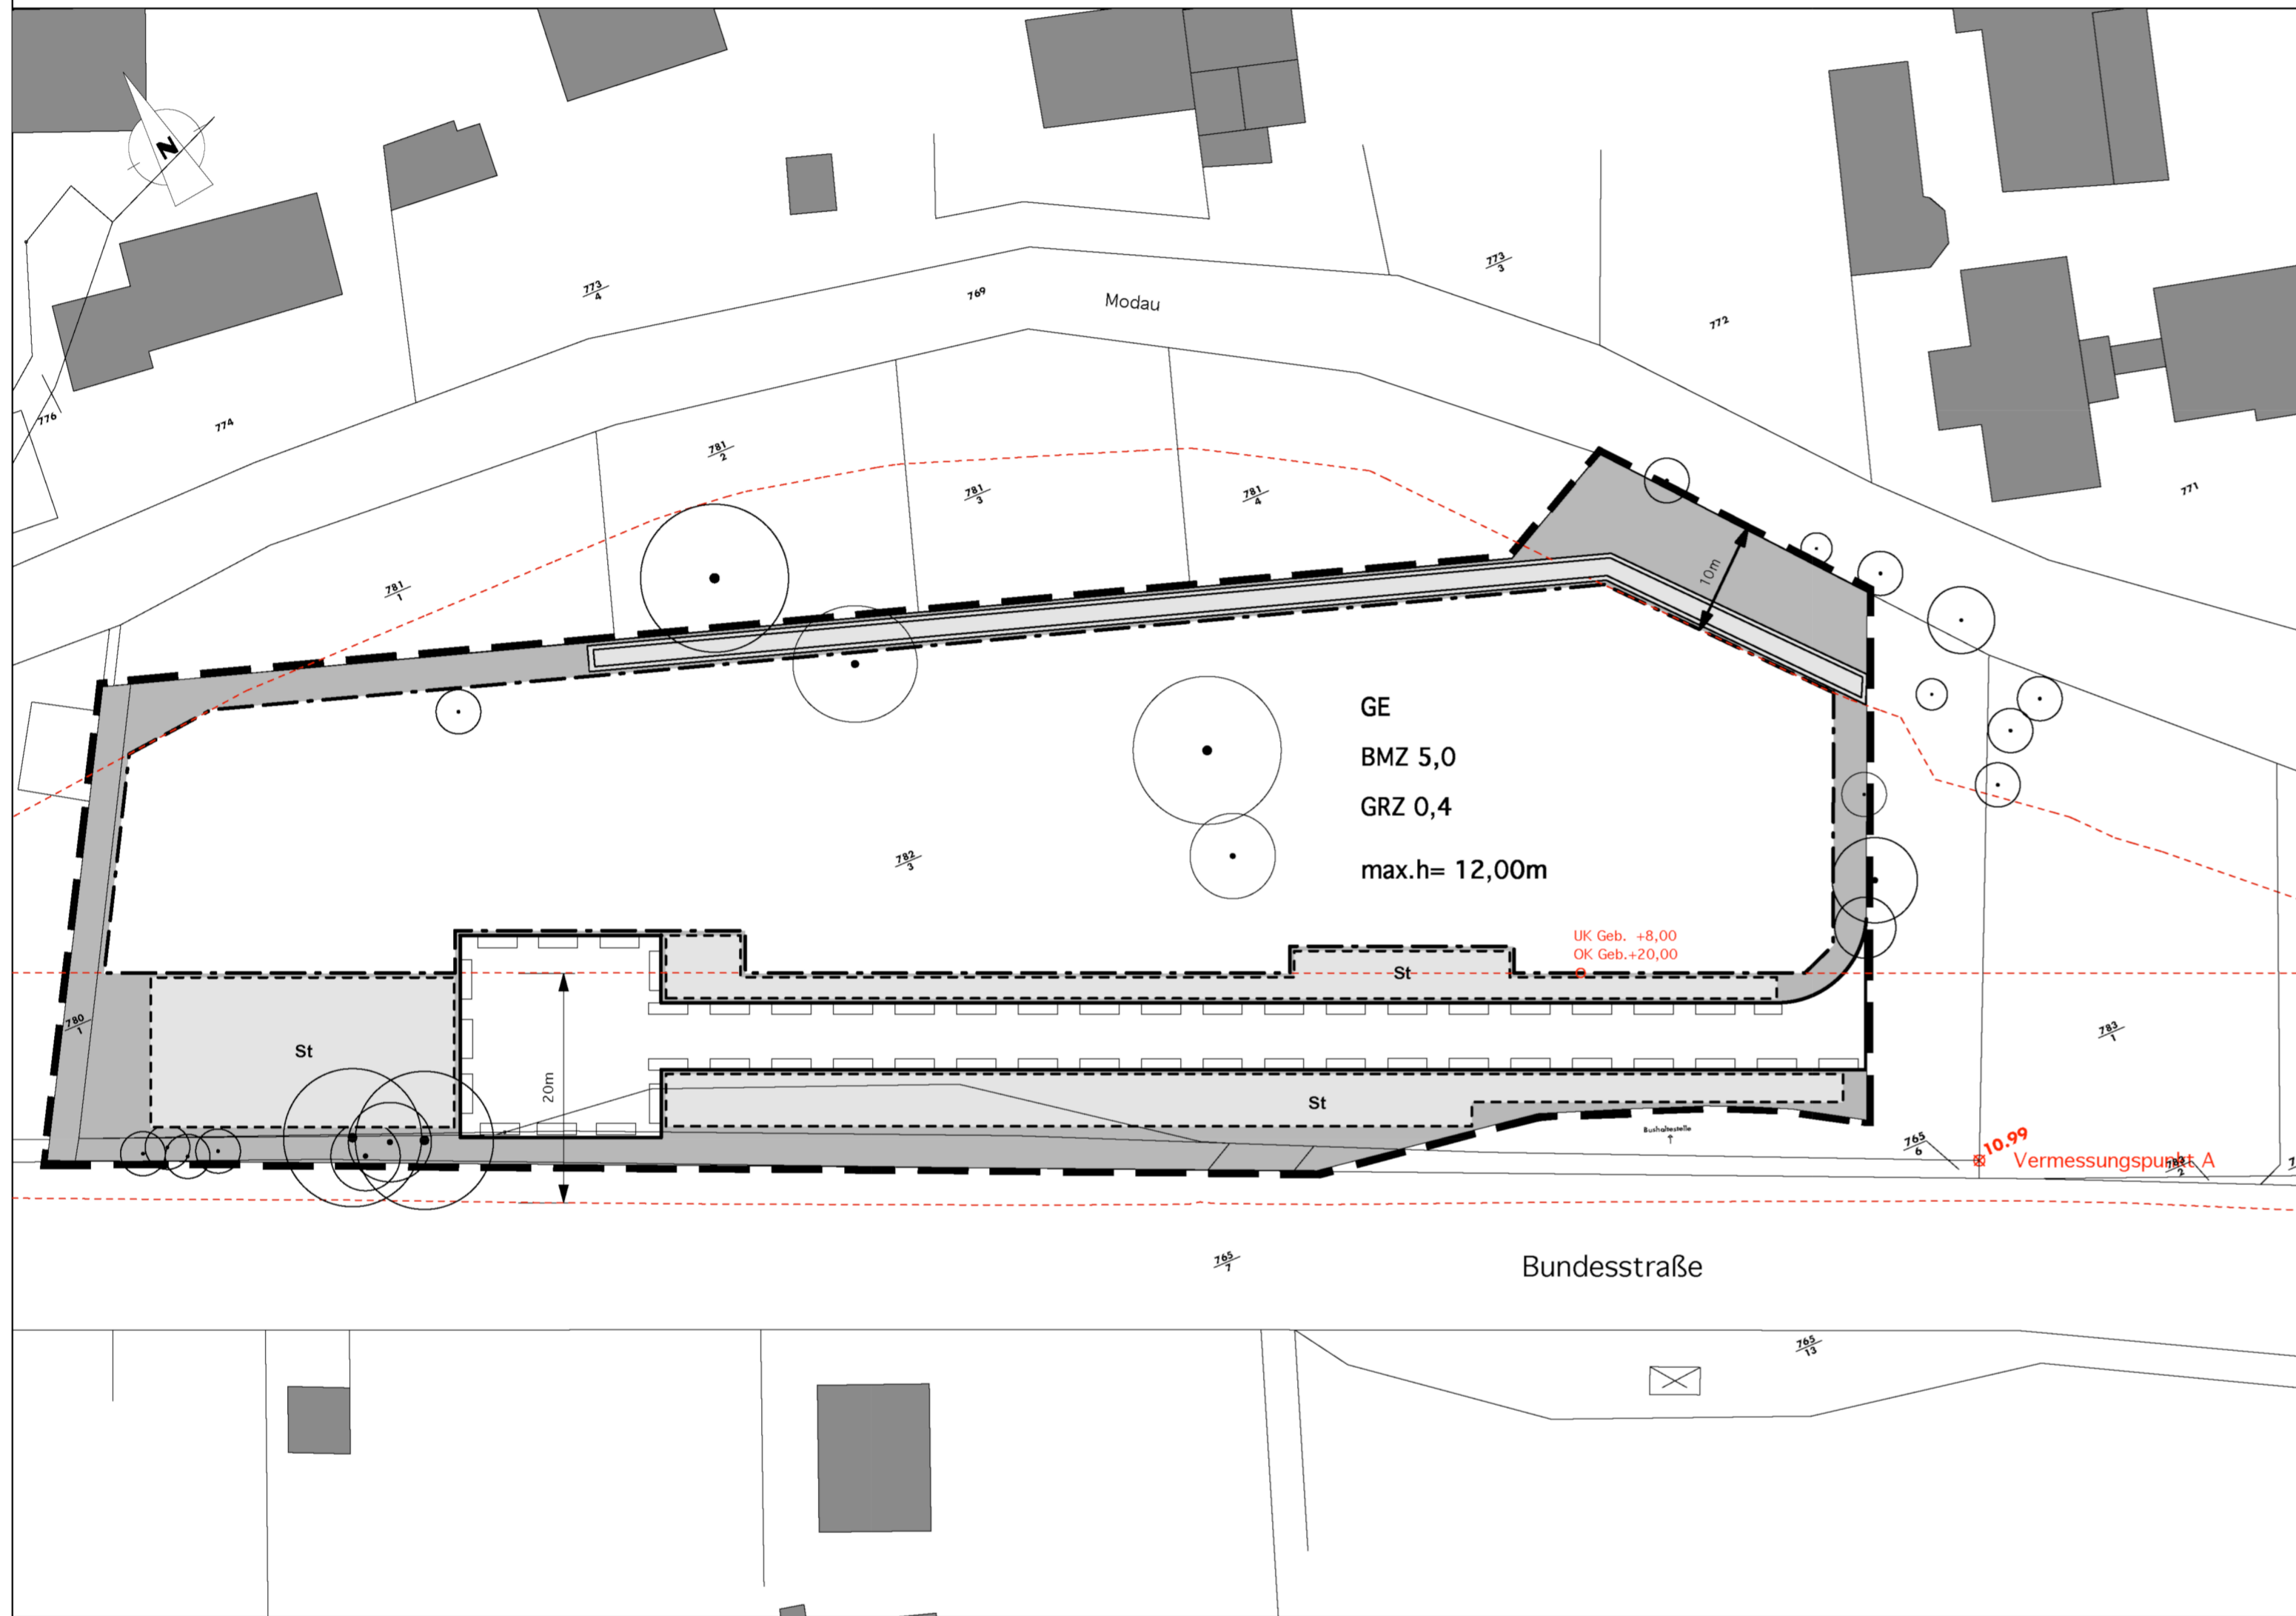 N
773/4
769
Modau
773/3
772
776
774
781/2
781/3
781/4
771
781/1
10m
GE
BMZ 5,0
GRZ 0,4
max.h= 12,00m
782/3
UK Geb. +8,00
OK Geb.+20,00
St
780/1
St
783/1
20m
St
Bushaltestelle
765/6
10.99
Vermessungspunkt A
765/7
Bundesstraße
765/13